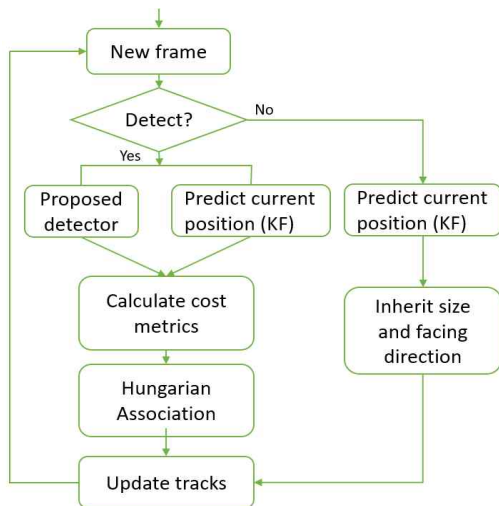 New frame
Detect?
No
Yes
Proposed
detector
Predict current
position (KF)
Predict current
position (KF)
Calculate cost
metrics
Inherit size
and facing
direction
Hungarian
Association
Update tracks